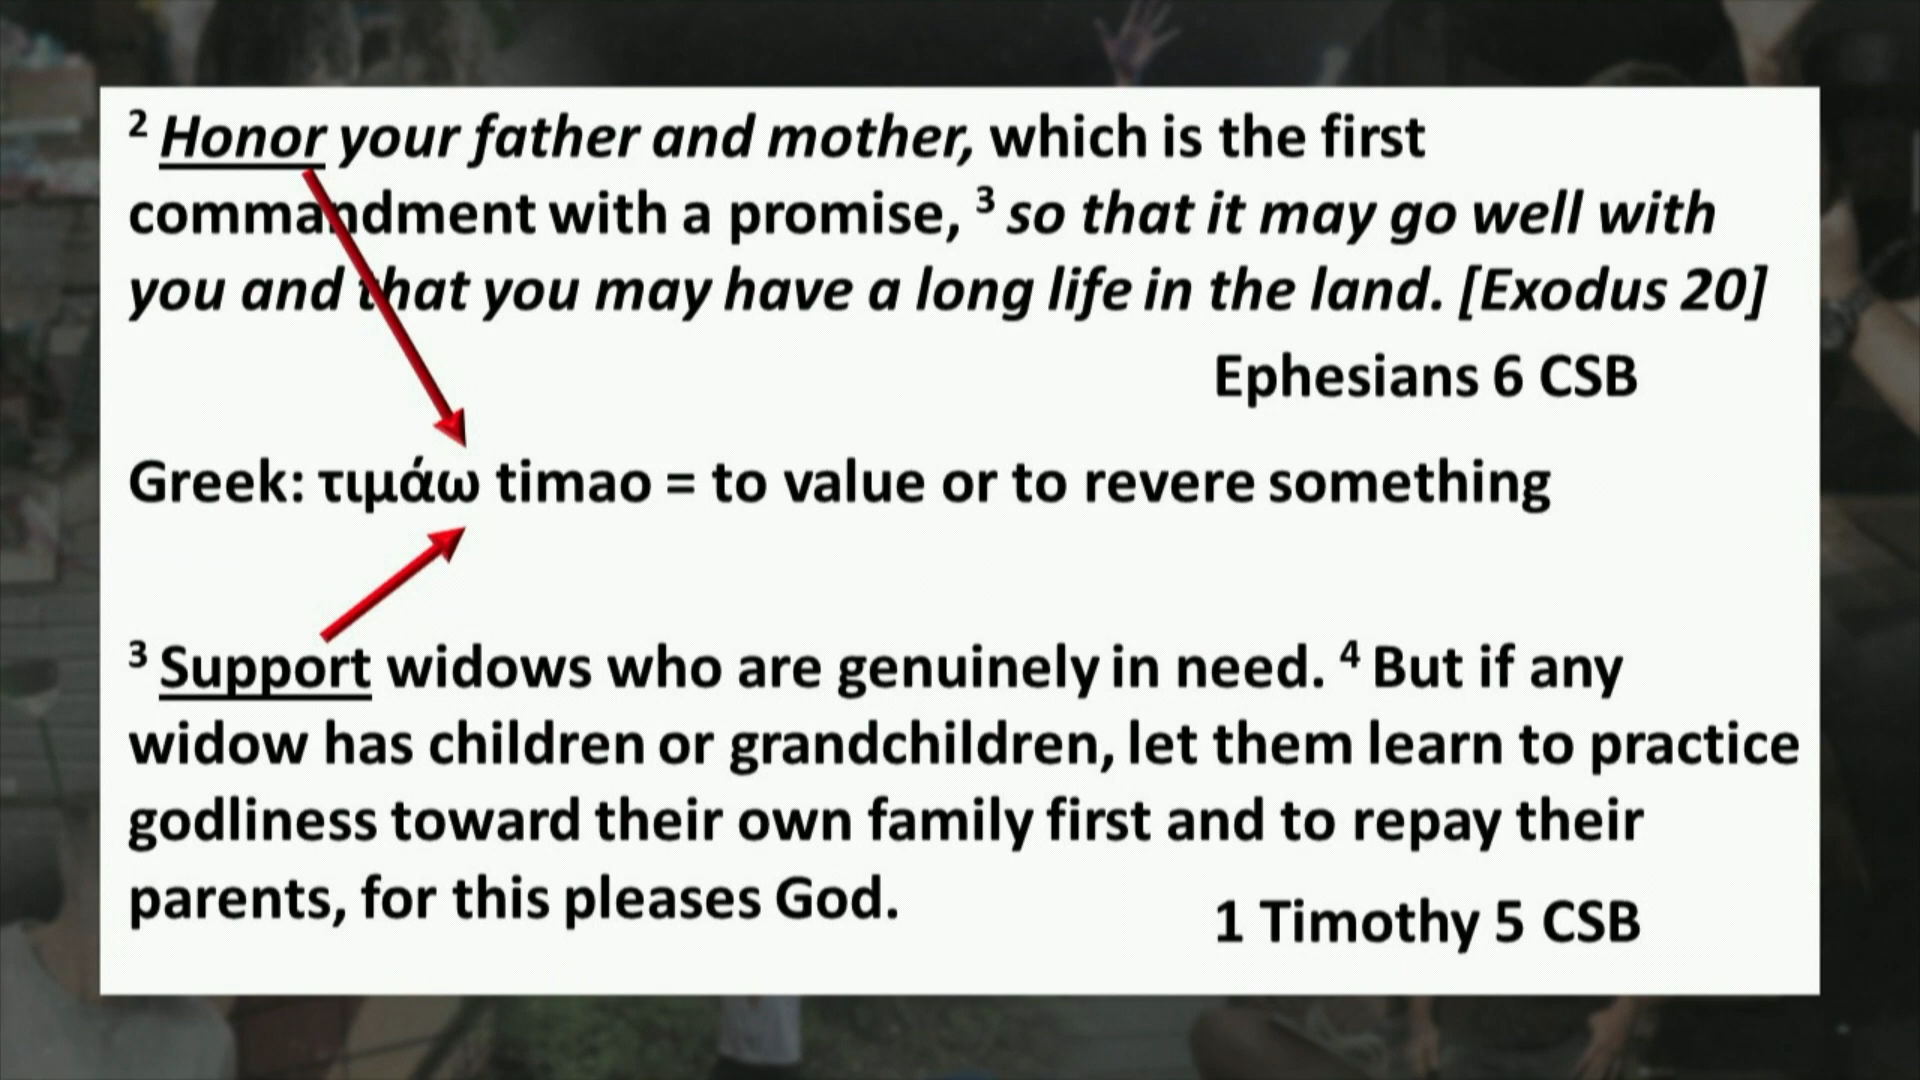 ² Honor your father and mother, which is the first
commandment with a promise, ³ so that it may go well with
you and that you may have a long life in the land. [Exodus 20]
Ephesians 6 CSB
Greek: τιμάω timao = to value or to revere something
³ Support widows who are genuinely in need. ⁴ But if any
widow has children or grandchildren, let them learn to practice
godliness toward their own family first and to repay their
parents, for this pleases God.
1 Timothy 5 CSB